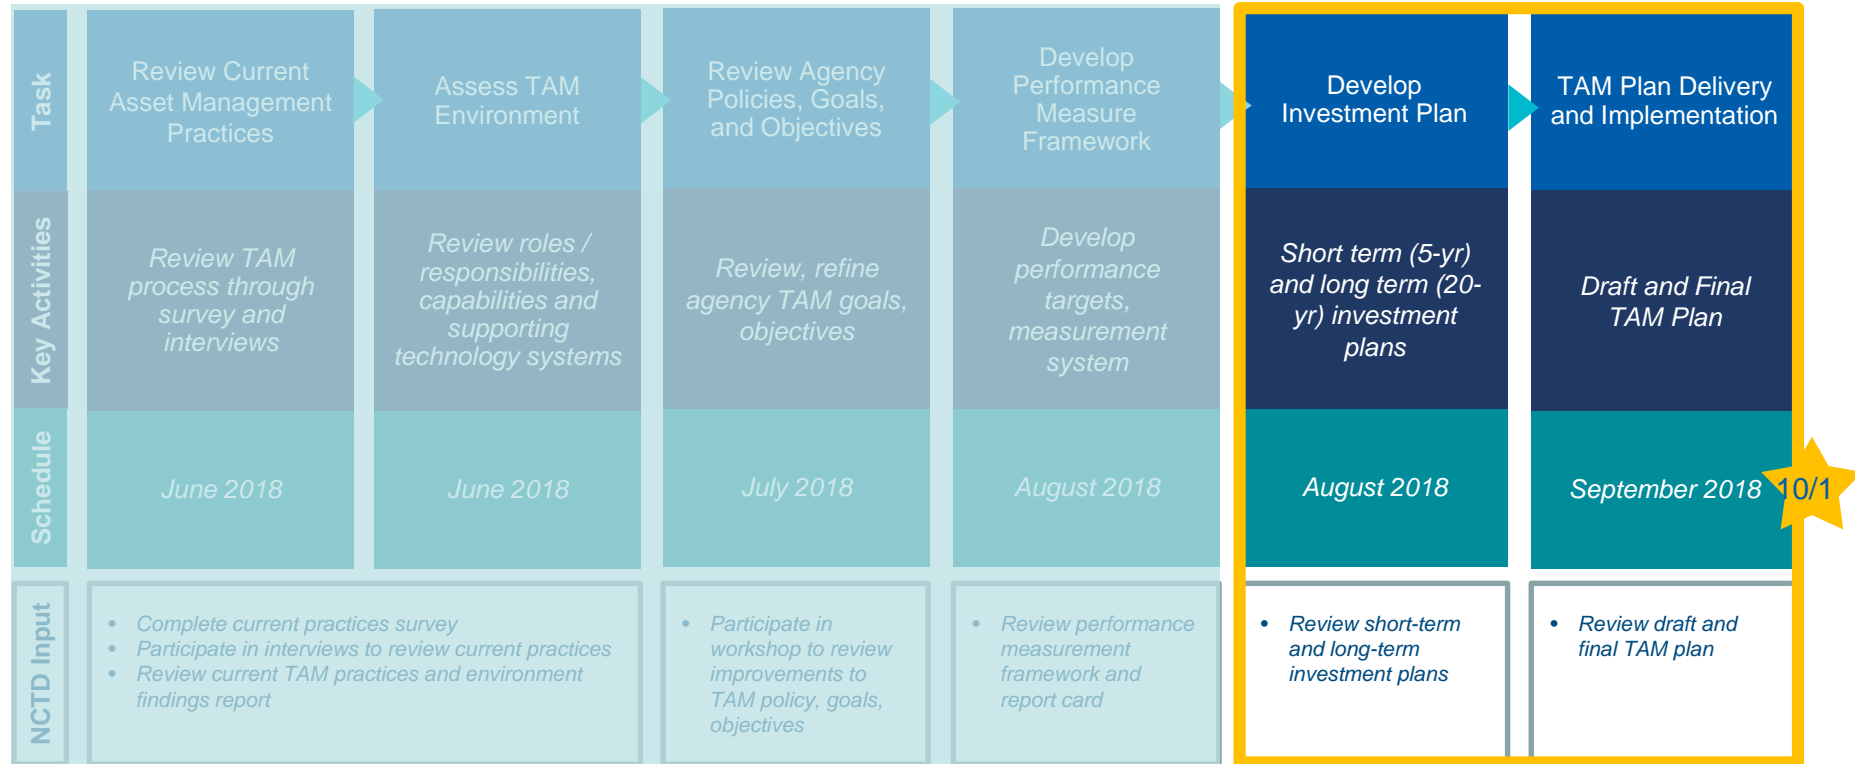 Task
Review Current
Asset Management
Practices
Assess TAM
Environment
Review Agency
Policies, Goals,
and Objectives
Develop
Performance
Measure
Framework
Develop
Investment Plan
TAM Plan Delivery
and Implementation
Key Activities
Review TAM
process through
survey and
interviews
Review roles /
responsibilities,
capabilities and
supporting
technology systems
Review, refine
agency TAM goals,
objectives
Develop
performance
targets,
measurement
system
Short term (5-yr)
and long term (20-
yr) investment
plans
Draft and Final
TAM Plan
Schedule
June 2018
June 2018
July 2018
August 2018
August 2018
September 2018
10/1
NCTD Input
• Complete current practices survey
• Participate in interviews to review current practices
• Review current TAM practices and environment
findings report
• Participate in
workshop to review
improvements to
TAM policy, goals,
objectives
• Review performance
measurement
framework and
report card
• Review short-term
and long-term
investment plans
• Review draft and
final TAM plan